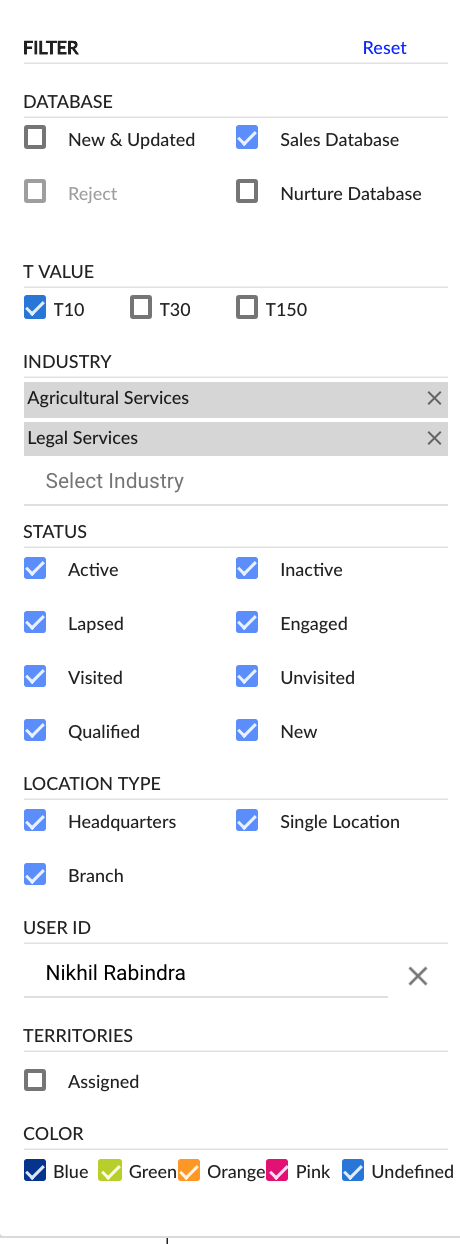 FILTER Reset
DATABASE
New & Updated Sales Database
Reject Nurture Database
T VALUE
T10 T30 T150
INDUSTRY
Agricultural Services
Legal Services
Select Industry
STATUS
Active Inactive
Lapsed Engaged
Visited Unvisited
Qualified New
LOCATION TYPE
Headquarters Single Location
Branch
USER ID
Nikhil Rabindra
TERRITORIES
Assigned
COLOR
Blue Green Orange Pink Undefined